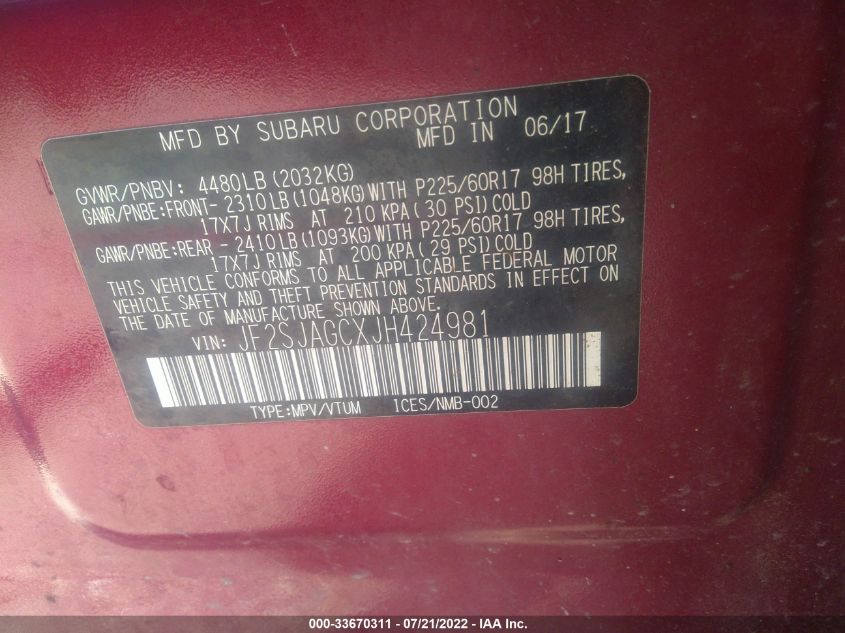 MFD BY SUBARU CORPORATION
MFD IN 06/17
GVWR/PNBV: 4480LB (2032KG)
GAWR/PNBE:FRONT- 2310LB (1048KG) WITH P225/60R17 98H TIRES,
17X7J RIMS AT 210 KPA (30 PSI) COLD
GAWR/PNBE:REAR - 2410LB (1093KG) WITH P225/60R17 98H TIRES,
17X7J RIMS AT 200 KPA (29 PSI) COLD
THIS VEHICLE CONFORMS TO ALL APPLICABLE FEDERAL MOTOR
VEHICLE SAFETY AND THEFT PREVENTION STANDARDS IN EFFECT ON
THE DATE OF MANUFACTURE SHOWN ABOVE.
VIN: JF2SJAGCXJH424981
TYPE:MPV/VTUM ICES/NMB-002
000-33670311 - 07/21/2022 - IAAI.com